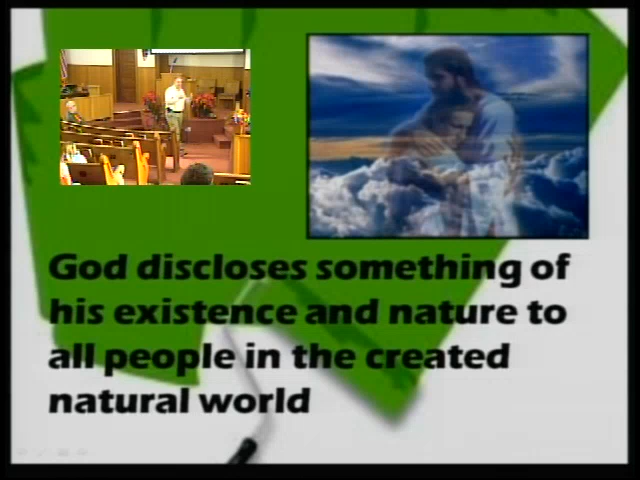 God discloses something of
his existence and nature to
all people in the created
natural world